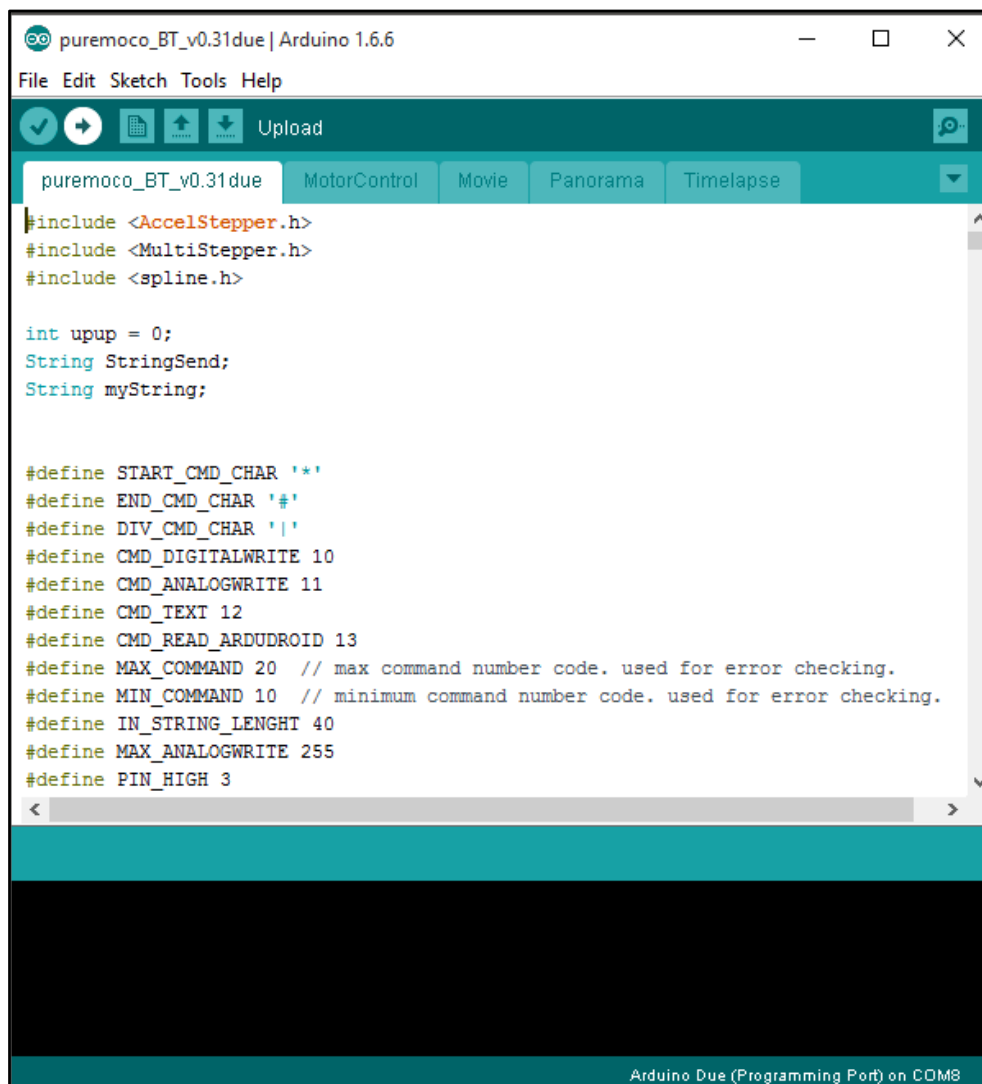 puremoco_BT_v0.31due | Arduino 1.6.6
File Edit Sketch Tools Help
Upload
puremoco_BT_v0.31due MotorControl Movie Panorama Timelapse
#include <AccelStepper.h>
#include <MultiStepper.h>
#include <spline.h>
int upup = 0;
String StringSend;
String myString;
#define START_CMD_CHAR '*'
#define END_CMD_CHAR '#'
#define DIV_CMD_CHAR '|'
#define CMD_DIGITALWRITE 10
#define CMD_ANALOGWRITE 11
#define CMD_TEXT 12
#define CMD_READ_ARDUDROID 13
#define MAX_COMMAND 20  // max command number code. used for error checking.
#define MIN_COMMAND 10  // minimum command number code. used for error checking.
#define IN_STRING_LENGHT 40
#define MAX_ANALOGWRITE 255
#define PIN_HIGH 3
Arduino Due (Programming Port) on COM8